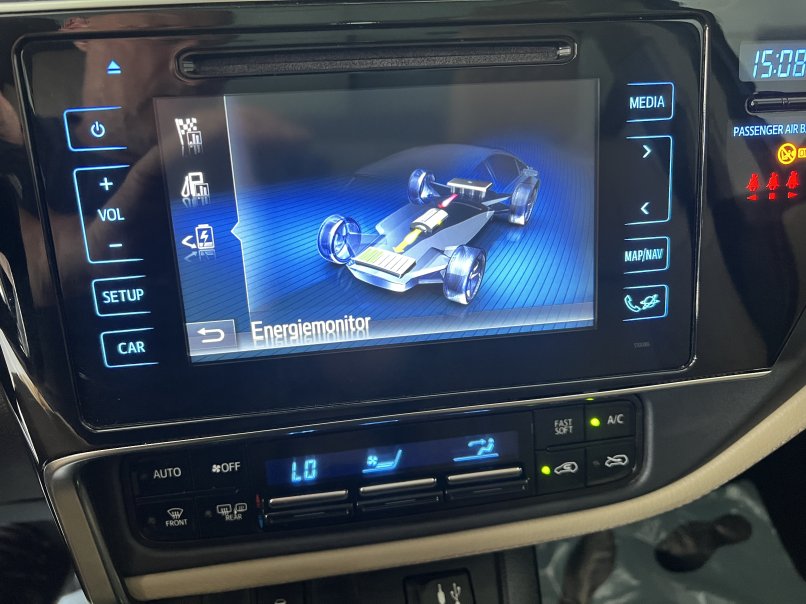 15:08
MEDIA
PASSENGER AIR B
+
VOL
−
MAP/NAV
SETUP
CAR
Energiemonitor
AUTO
OFF
FRONT
REAR
LO
FAST
SOFT
A/C